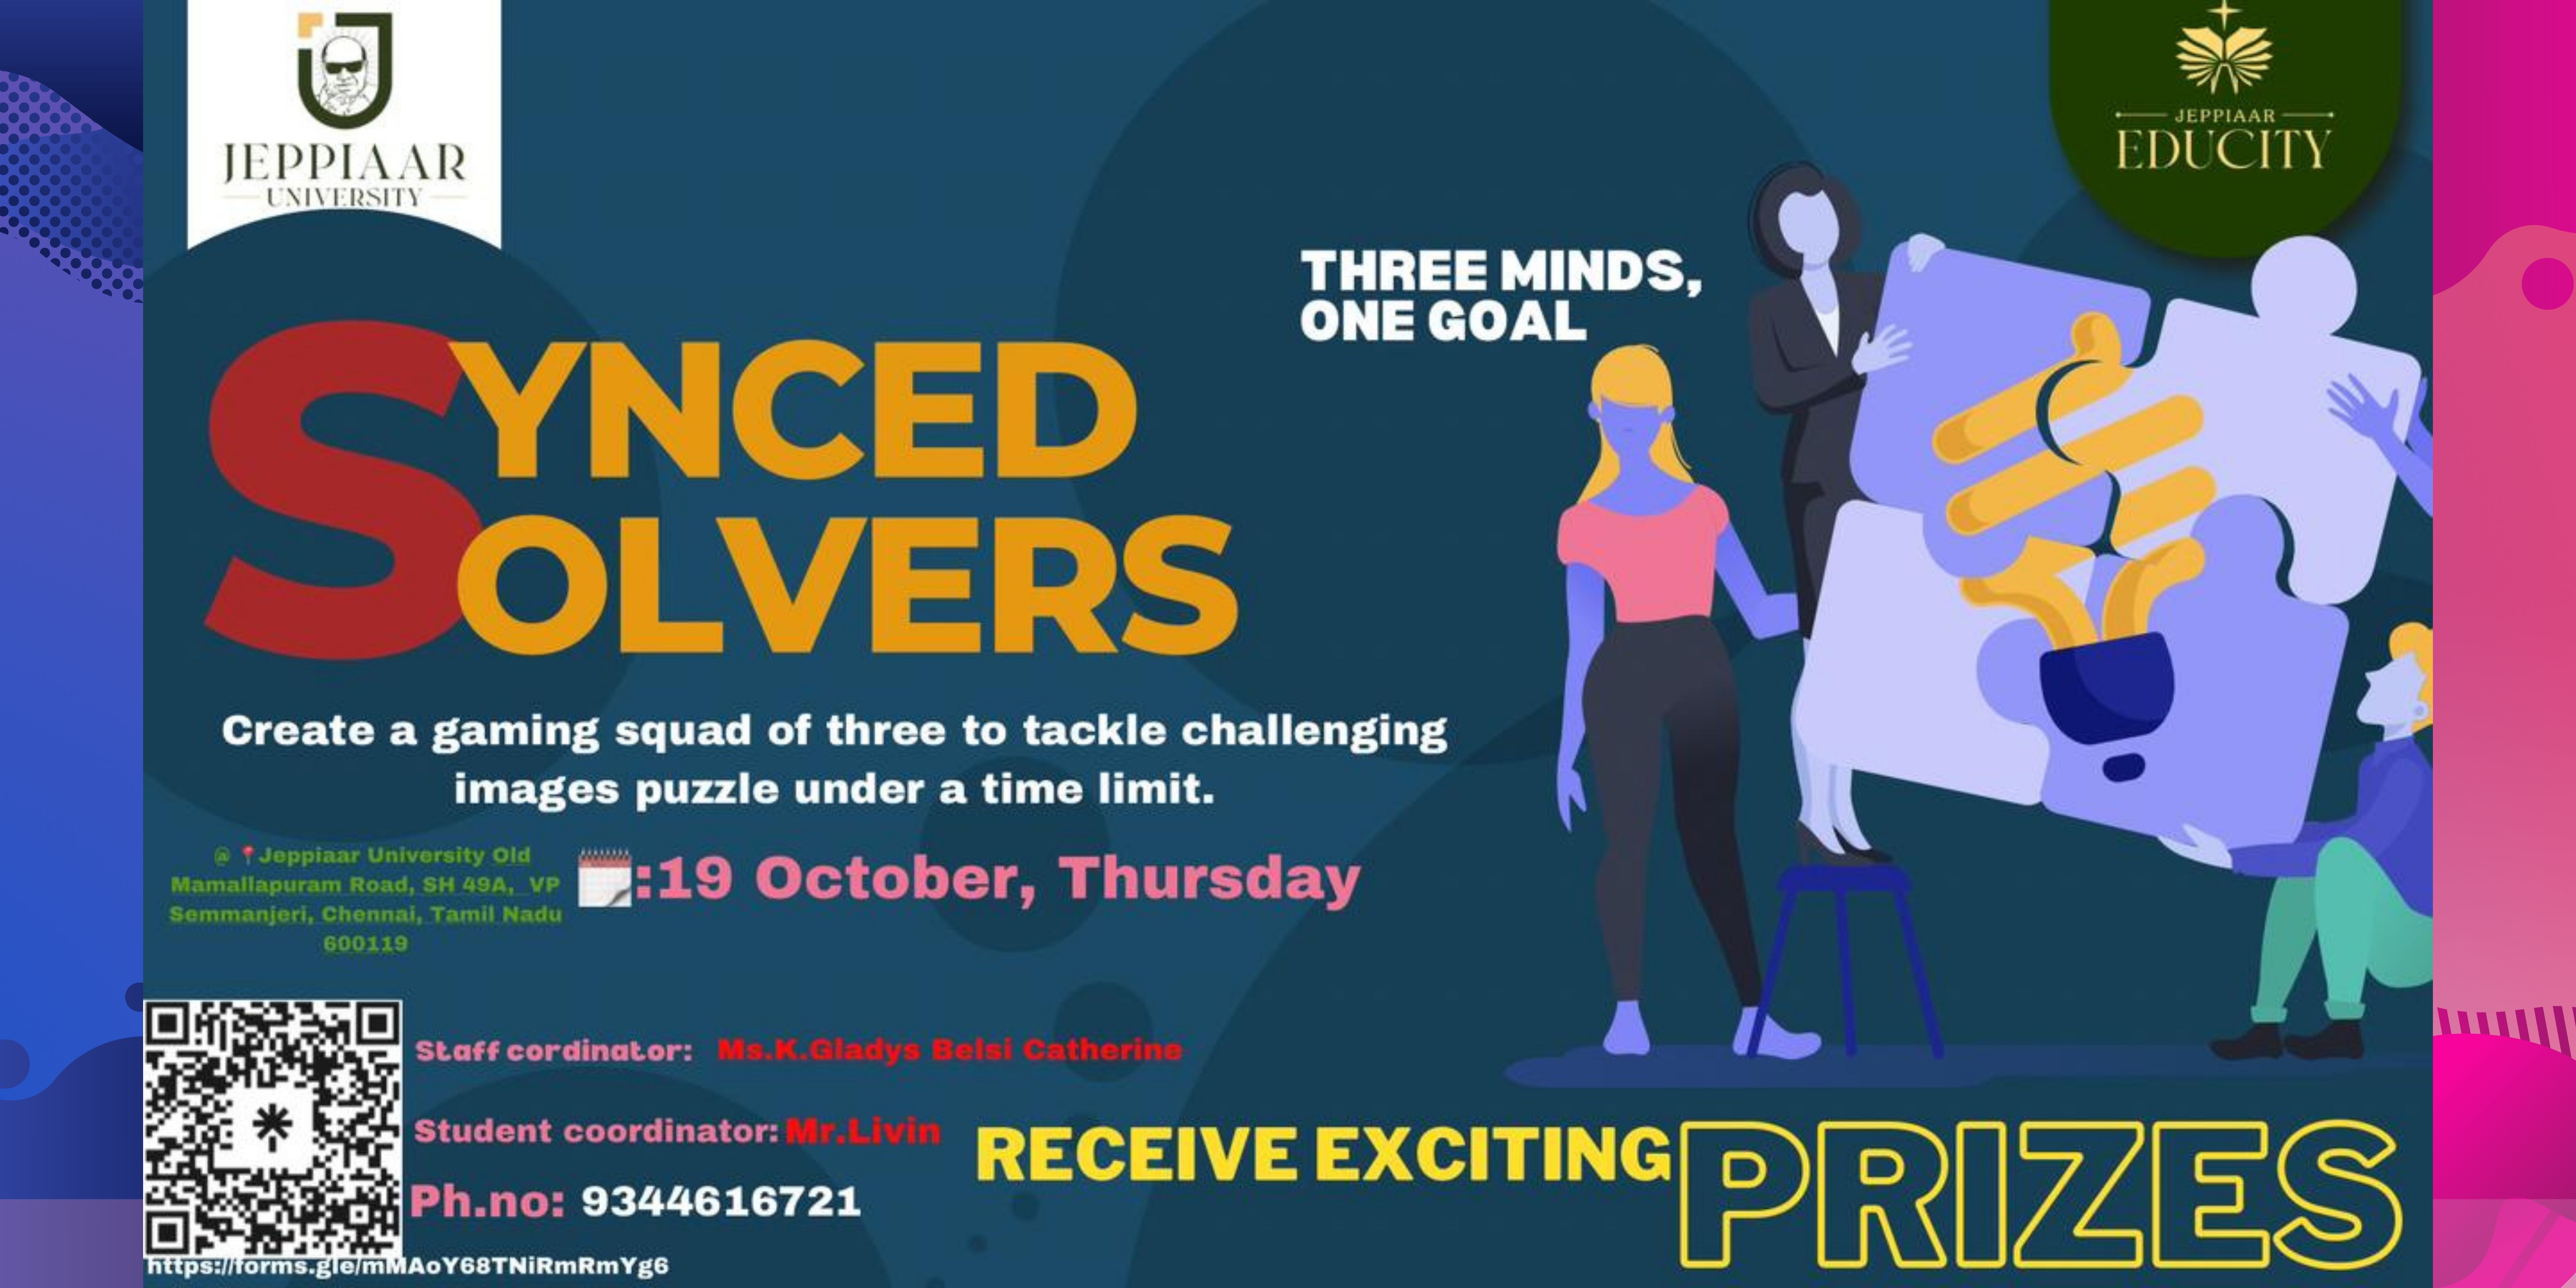 JEPPIAAR
UNIVERSITY
JEPPIAAR
EDUCITY
THREE MINDS,
ONE GOAL
SYNCED
SOLVERS
Create a gaming squad of three to tackle challenging
images puzzle under a time limit.
@ 📍Jeppiaar University Old
Mamallapuram Road, SH 49A, VP
Semmanjeri, Chennai, Tamil Nadu
600119
:19 October, Thursday
Staff cordinator: Ms.K.Gladys Belsi Catherine
Student coordinator: Mr.Livin
Ph.no: 9344616721
https://forms.gle/mMAoY68TNiRmRmYg6
RECEIVE EXCITING PRIZES